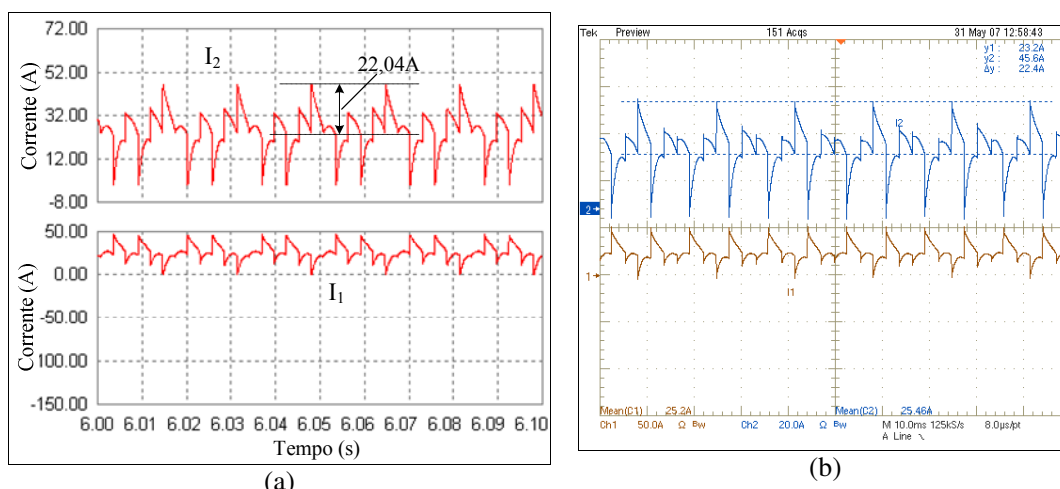 72.00
52.00
32.00
12.00
-8.00
Corrente (A)
I2
22,04A
50.00
0.00
-50.00
-100.00
-150.00
Corrente (A)
I1
6.00 6.01 6.02 6.03 6.04 6.05 6.06 6.07 6.08 6.09 6.10
Tempo (s)
(a)
Tek Preview 151 Acqs 31 May 07 12:58:43
y1 : 23.2A
y2 : 45.6A
Δy : 22.4A
I2
2
1
I1
Mean(C1) 25.2A Mean(C2) 25.46A
Ch1 50.0A Ω Bw Ch2 20.0A Ω Bw M 10.0ms 125kS/s 8.0µs/pt
A Line
(b)